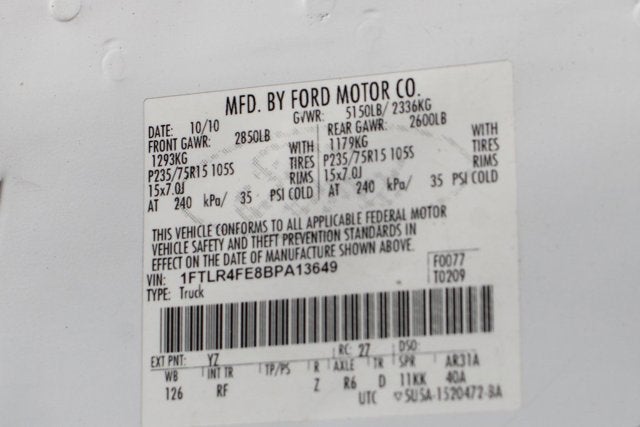 MFD. BY FORD MOTOR CO.
DATE: 10/10 GVWR: 5150LB/ 2336KG
FRONT GAWR: 2850LB REAR GAWR: 2600LB
1293KG WITH 1179KG WITH
P235/75R15 105S TIRES P235/75R15 105S TIRES
15x7.0J RIMS 15x7.0J RIMS
AT 240 kPa/ 35 PSI COLD AT 240 kPa/ 35 PSI COLD
THIS VEHICLE CONFORMS TO ALL APPLICABLE FEDERAL MOTOR
VEHICLE SAFETY AND THEFT PREVENTION STANDARDS IN
EFFECT ON THE DATE OF MANUFACTURE SHOWN ABOVE.
VIN: 1FTLR4FE8BPA13649 F0077
TYPE: Truck T0209
EXT PNT: YZ RC: 27 DSO:
WB INT TR TP/PS R AXLE TR SPR AR31A
126 RF Z R6 D 11KK 40A
UTC ▽5U5A-1520472-BA